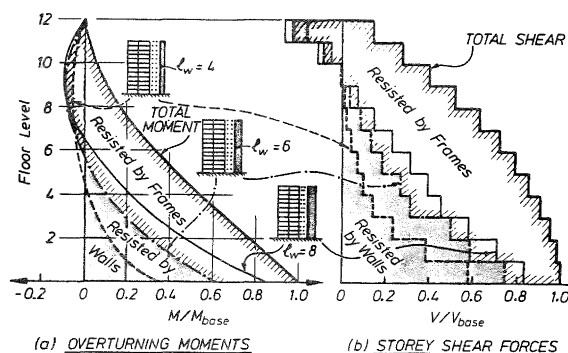 12
10
8
6
4
2
Floor Level
ℓw = 4
TOTAL MOMENT
Resisted by Frames
ℓw = 6
ℓw = 8
Resisted by Walls
-0.2 0 0.2 0.4 0.6 0.8 1.0
M/Mbase
(a) OVERTURNING MOMENTS
TOTAL SHEAR
Resisted by Frames
Resisted by Walls
0 0.2 0.4 0.6 0.8 1.0
V/Vbase
(b) STOREY SHEAR FORCES